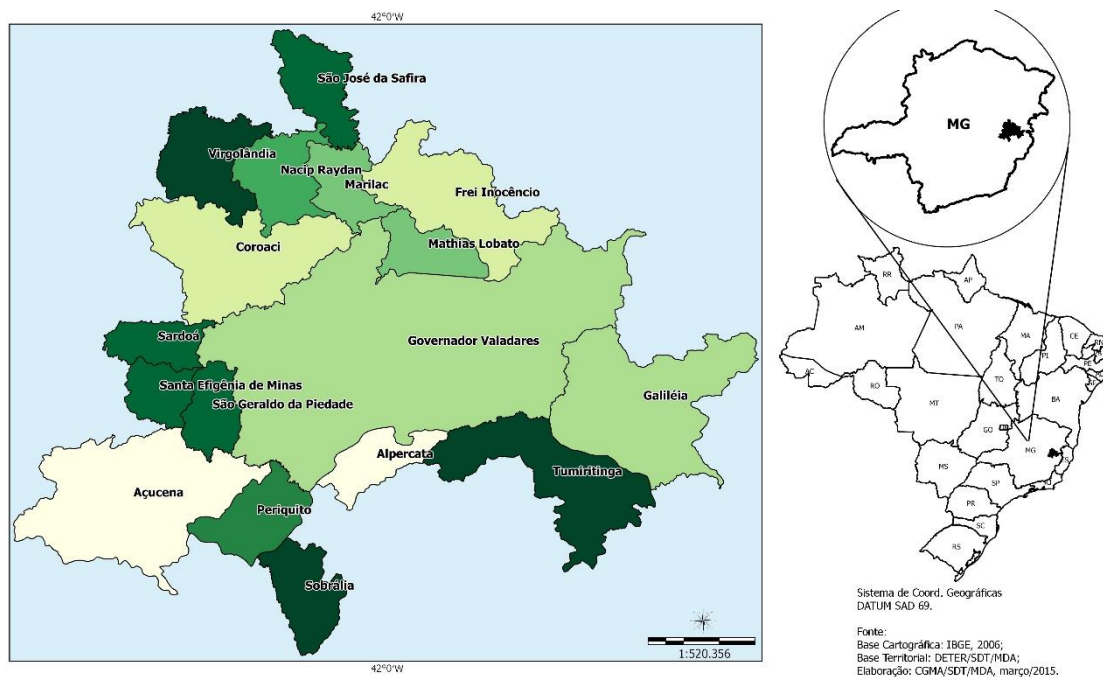 42°0'W
São José da Safira
Virgolândia
Nacip Raydan
Marilac
Frei Inocêncio
Coroaci
Mathias Lobato
Sardoá
Governador Valadares
Santa Efigênia de Minas
São Geraldo da Piedade
Galiléia
Alpercata
Tumiritinga
Açucena
Periquito
Sobrália
1:520.356
42°0'W
MG
RR
AP
AM
PA
MA
CE
RN
PI
PE
AC
RO
TO
BA
MT
GO
MG
MS
SP
PR
SC
RS
Sistema de Coord. Geográficas
DATUM SAD 69.
Fonte:
Base Cartográfica: IBGE, 2006;
Base Territorial: DETER/SDT/MDA;
Elaboração: CGMA/SDT/MDA, março/2015.